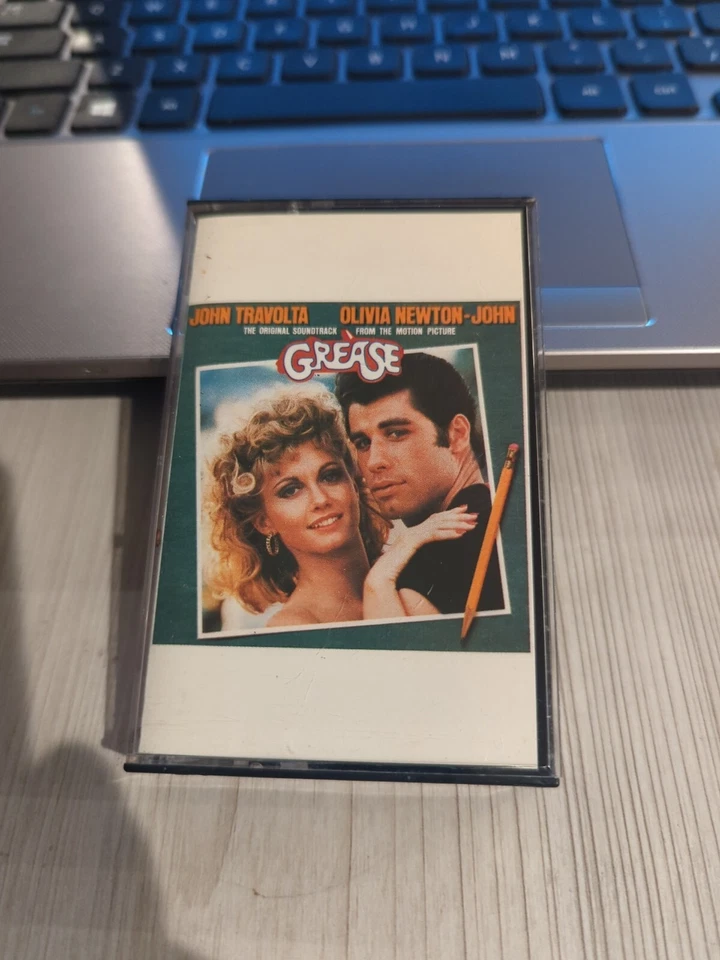 JOHN TRAVOLTA OLIVIA NEWTON-JOHN
THE ORIGINAL SOUNDTRACK FROM THE MOTION PICTURE
GREASE